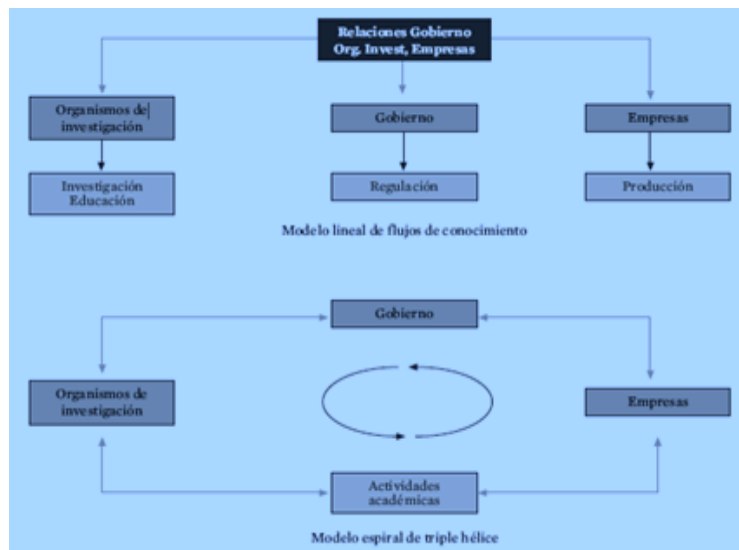 Relaciones Gobierno
Org. Invest, Empresas
Organismos de
investigación
Gobierno
Empresas
Investigación
Educación
Regulación
Producción
Modelo lineal de flujos de conocimiento
Gobierno
Organismos de
investigación
Empresas
Actividades
académicas
Modelo espiral de triple hélice